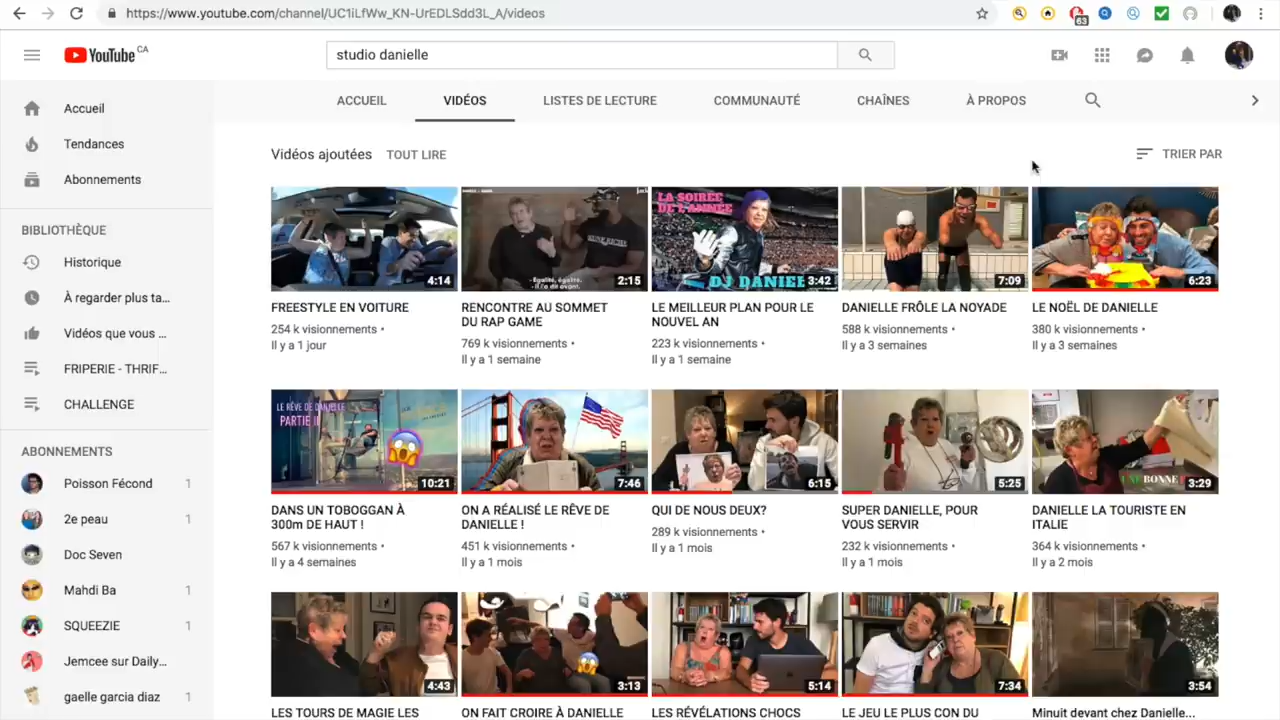 https://www.youtube.com/channel/UC1iLfWw_KN-UrEDLSdd3L_A/videos
63
YouTube CA
studio danielle
ACCUEIL
VIDÉOS
LISTES DE LECTURE
COMMUNAUTÉ
CHAÎNES
À PROPOS
Accueil
Tendances
Abonnements
BIBLIOTHÈQUE
Historique
À regarder plus ta...
Vidéos que vous ...
FRIPERIE - THRIF...
CHALLENGE
ABONNEMENTS
Poisson Fécond 1
2e peau 1
Doc Seven
Mahdi Ba 1
SQUEEZIE 1
Jemcee sur Daily...
gaelle garcia diaz 1
Vidéos ajoutées
TOUT LIRE
TRIER PAR
4:14
FREESTYLE EN VOITURE
254 k visionnements •
Il y a 1 jour
2:15
RENCONTRE AU SOMMET
DU RAP GAME
769 k visionnements •
Il y a 1 semaine
LA SOIRÉE
DE L'ANNÉE
DJ DANIE
3:42
LE MEILLEUR PLAN POUR LE
NOUVEL AN
223 k visionnements •
Il y a 1 semaine
7:09
DANIELLE FRÔLE LA NOYADE
588 k visionnements •
Il y a 3 semaines
6:23
LE NOËL DE DANIELLE
380 k visionnements •
Il y a 3 semaines
LE RÊVE DE DANIELLE
PARTIE II
10:21
DANS UN TOBOGGAN À
300m DE HAUT !
567 k visionnements •
Il y a 4 semaines
7:46
ON A RÉALISÉ LE RÊVE DE
DANIELLE !
451 k visionnements •
Il y a 1 mois
6:15
QUI DE NOUS DEUX?
289 k visionnements •
Il y a 1 mois
5:25
SUPER DANIELLE, POUR
VOUS SERVIR
232 k visionnements •
Il y a 1 mois
3:29
DANIELLE LA TOURISTE EN
ITALIE
364 k visionnements •
Il y a 2 mois
4:43
LES TOURS DE MAGIE LES
3:13
ON FAIT CROIRE À DANIELLE
5:14
LES RÉVÉLATIONS CHOCS
7:34
LE JEU LE PLUS CON DU
3:54
Minuit devant chez Danielle...